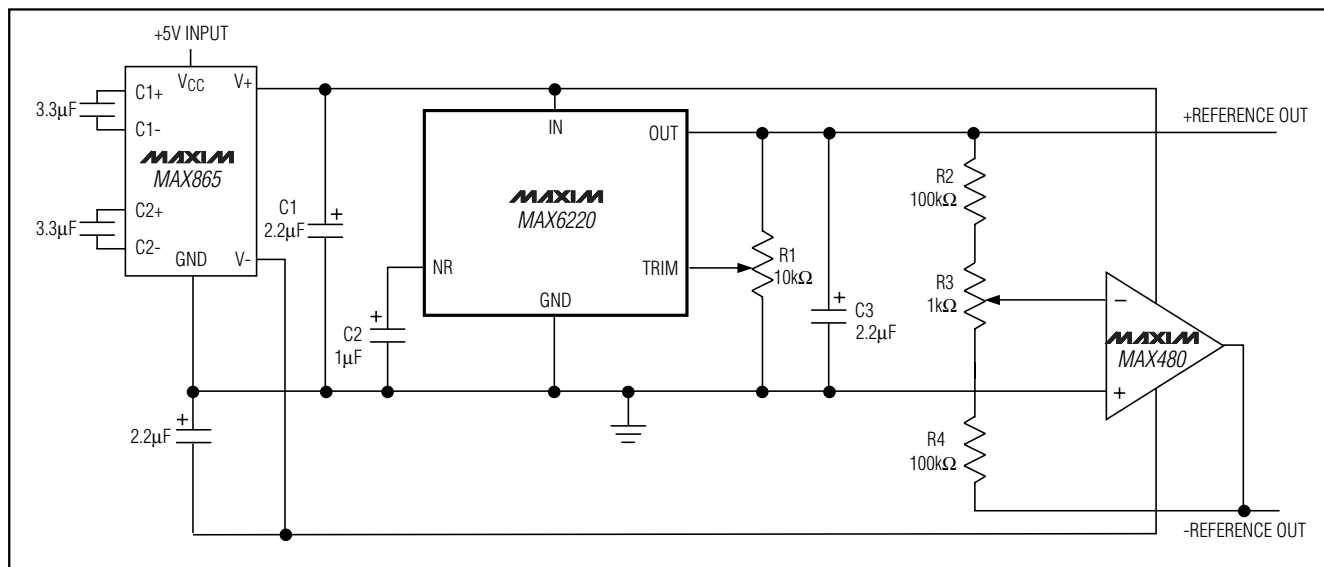 +5V INPUT
VCC
V+
C1+
C1-
3.3µF
MAXIM
MAX865
C2+
C2-
3.3µF
GND
V-
C1
2.2µF
+
IN
OUT
MAXIM
MAX6220
NR
TRIM
GND
+
C2
1µF
R1
10kΩ
+
C3
2.2µF
+REFERENCE OUT
R2
100kΩ
R3
1kΩ
−
MAXIM
MAX480
+
+
2.2µF
R4
100kΩ
-REFERENCE OUT